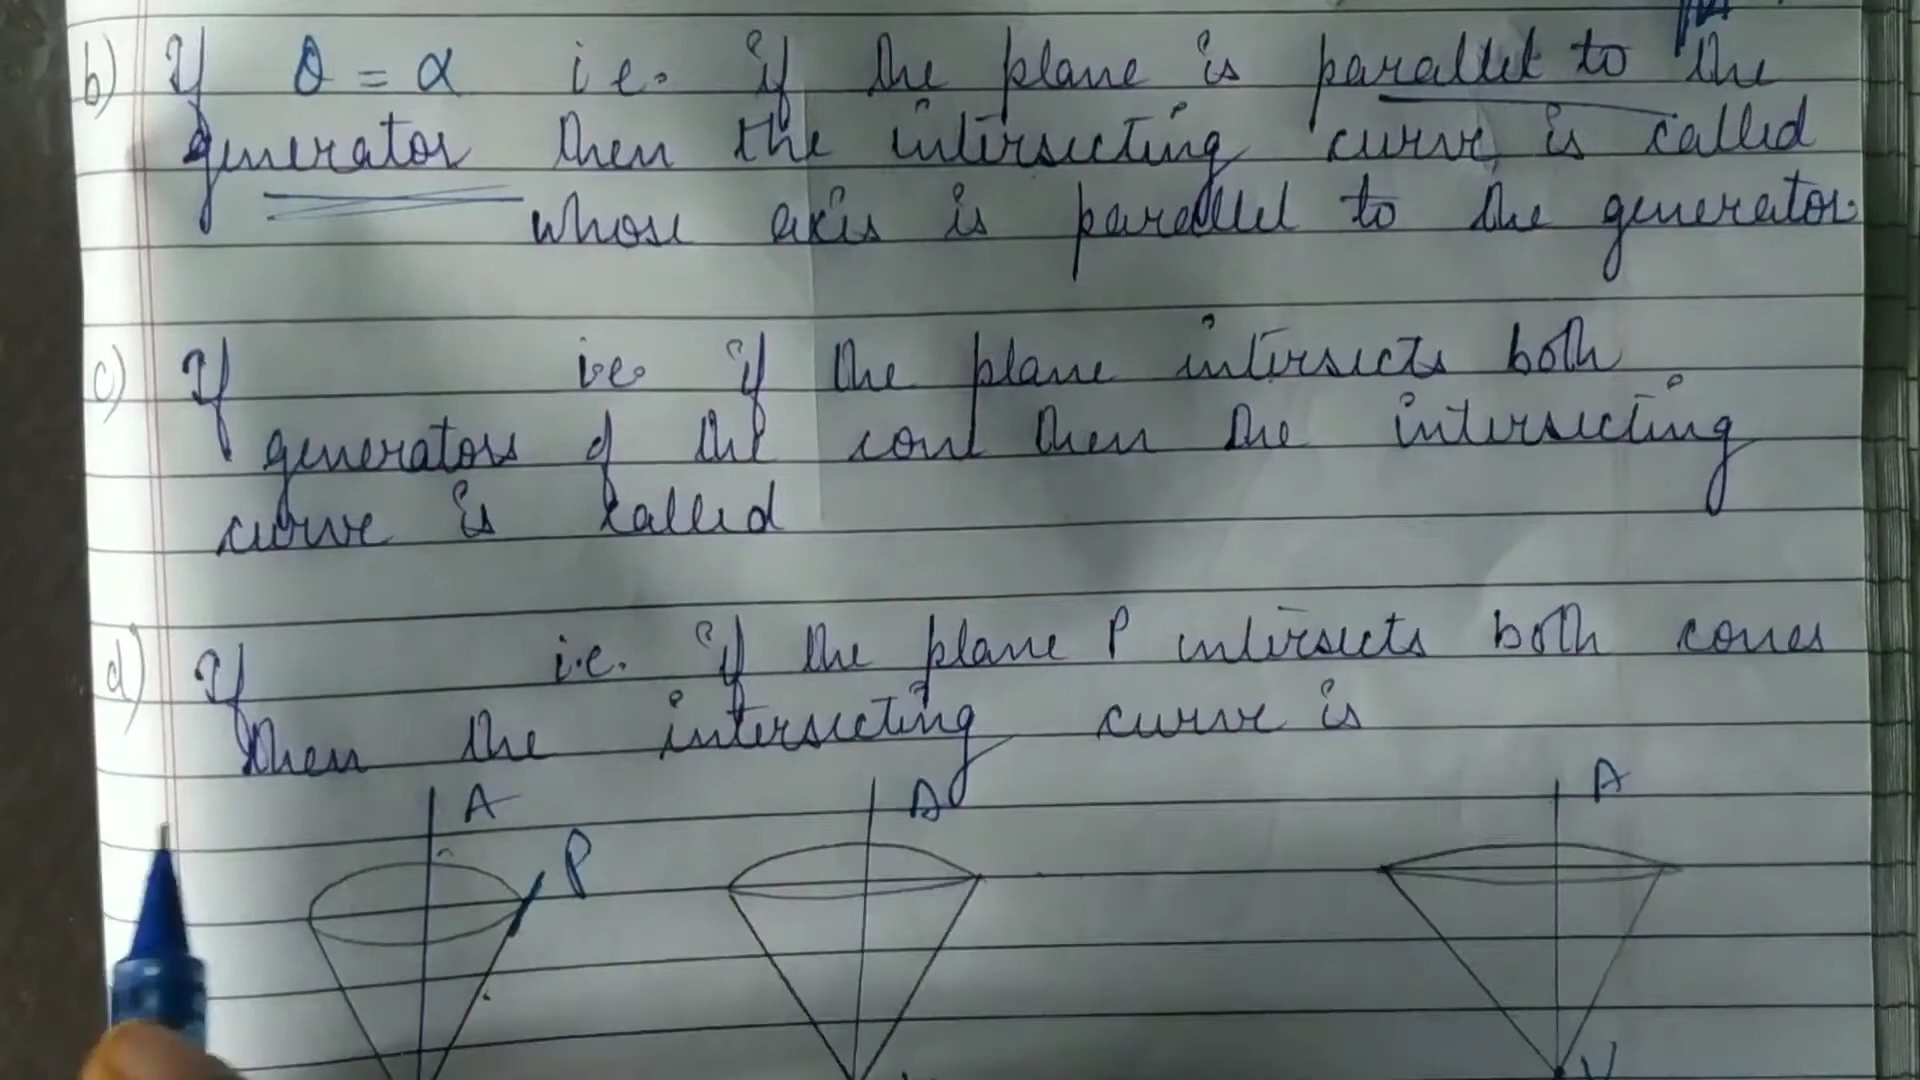 b) If θ = α i.e. if the plane is parallel to the
generator then the intersecting curve is called
whose axis is parallel to the generator.
c) If i.e. if the plane intersects both
generators of the cone then the intersecting
curve is called
d) If i.e. if the plane P intersects both cones
then the intersecting curve is
A A A
P
V